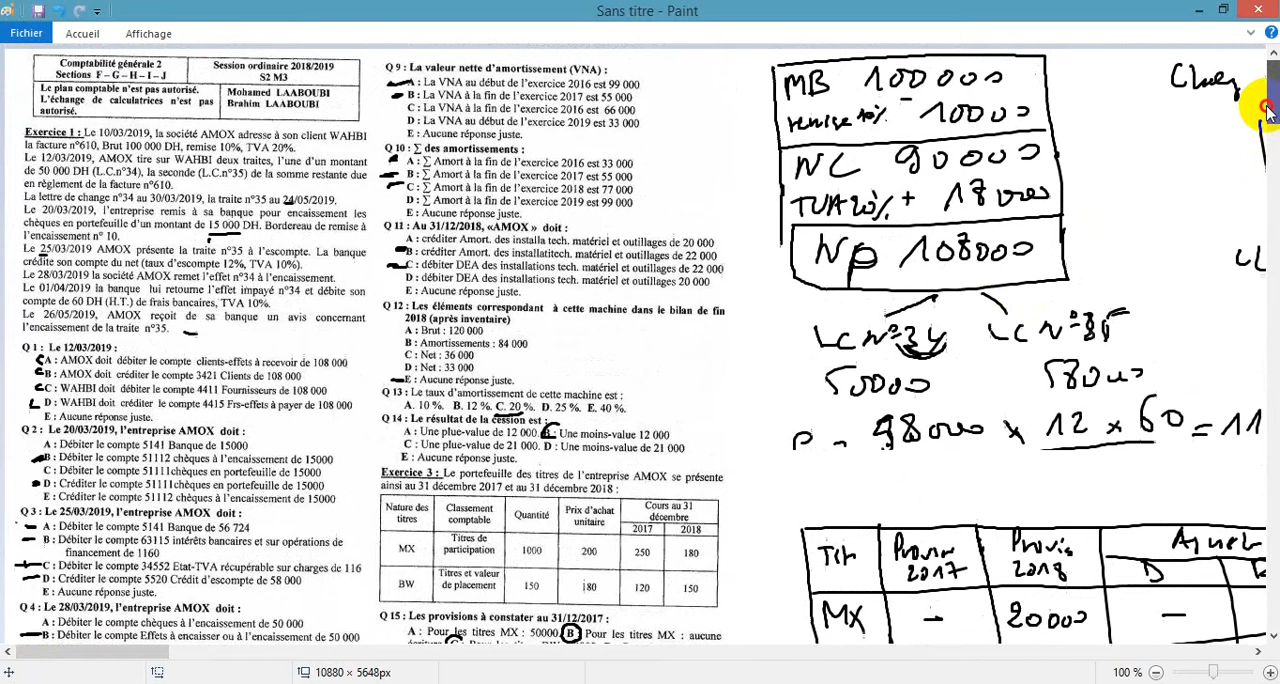 Sans titre - Paint
Fichier
Accueil
Affichage
Comptabilité générale 2
Sections F – G – H – I – J
Session ordinaire 2018/2019
S2 M3
Le plan comptable n'est pas autorisé.
L'échange de calculatrices n'est pas
autorisé.
Mohamed LAABOUBI
Brahim LAABOUBI
Exercice 1 : Le 10/03/2019, la société AMOX adresse à son client WAHBI
la facture n°610, Brut 100 000 DH, remise 10%, TVA 20%.
Le 12/03/2019, AMOX tire sur WAHBI deux traites, l'une d'un montant
de 50 000 DH (L.C.n°34), la seconde (L.C.n°35) de la somme restante due
en règlement de la facture n°610.
La lettre de change n°34 au 30/03/2019, la traite n°35 au 24/05/2019.
Le 20/03/2019, l'entreprise remis à sa banque pour encaissement les
chèques en portefeuille d'un montant de 15 000 DH. Bordereau de remise à
l'encaissement n° 10.
Le 25/03/2019 AMOX présente la traite n°35 à l'escompte. La banque
crédite son compte du net (taux d'escompte 12%, TVA 10%).
Le 28/03/2019 la société AMOX remet l'effet n°34 à l'encaissement.
Le 01/04/2019 la banque lui retourne l'effet impayé n°34 et débite son
compte de 60 DH (H.T.) de frais bancaires, TVA 10%.
Le 26/05/2019, AMOX reçoit de sa banque un avis concernant
l'encaissement de la traite n°35.
Q 1 : Le 12/03/2019 :
A : AMOX doit débiter le compte clients-effets à recevoir de 108 000
B : AMOX doit créditer 3421 Clients de 108 000
C : WAHBI doit débiter le compte 4411 Fournisseurs de 108 000
D : WAHBI doit créditer le compte 4415 Frs-effets à payer de 108 000
E : Aucune réponse juste.
Q 2 : Le 20/03/2019, l'entreprise AMOX doit :
A : Débiter le compte 5141 Banque de 15000
B : Débiter le compte 51112 chèques à l'encaissement de 15000
C : Débiter le compte 51111chèques en portefeuille de 15000
D : Créditer le compte 51111chèques en portefeuille de 15000
E : Créditer le compte 51112 chèques à l'encaissement de 15000
Q 3 : Le 25/03/2019, l'entreprise AMOX doit :
A : Débiter le compte 5141 Banque de 56 724
B : Débiter le compte 63115 intérêts bancaires et sur opérations de
financement de 1160
C : Débiter le compte 34552 Etat-TVA récupérable sur charges de 116
D : Créditer le compte 5520 Crédit d'escompte de 58 000
E : Aucune réponse juste.
Q 4 : Le 28/03/2019, l'entreprise AMOX doit :
A : Débiter le compte chèques à l'encaissement de 50 000
B : Débiter le compte Effets à encaisser ou à l'encaissement de 50 000
Q 9 : La valeur nette d'amortissement (VNA) :
A : La VNA au début de l'exercice 2016 est 99 000
B : La VNA à la fin de l'exercice 2017 est 55 000
C : La VNA à la fin de l'exercice 2016 est 66 000
D : La VNA au début de l'exercice 2019 est 33 000
E : Aucune réponse juste.
Q 10 : ∑ des amortissements :
A : ∑ Amort à la fin de l'exercice 2016 est 33 000
B : ∑ Amort à la fin de l'exercice 2017 est 55 000
C : ∑ Amort à la fin de l'exercice 2018 est 77 000
D : ∑ Amort à la fin de l'exercice 2019 est 99 000
E : Aucune réponse juste.
Q 11 : Au 31/12/2018, «AMOX » doit :
A : créditer Amort. des installa tech. matériel et outillages de 20 000
B : créditer Amort. des installatitech. matériel et outillages de 22 000
C : débiter DEA des installations tech. matériel et outillages de 22 000
D : débiter DEA des installations tech. matériel et outillages 20 000
E : Aucune réponse juste.
Q 12 : Les éléments correspondant à cette machine dans le bilan de fin
2018 (après inventaire)
A : Brut : 120 000
B : Amortissements : 84 000
C : Net : 36 000
D : Net : 33 000
E : Aucune réponse juste.
Q 13 : Le taux d'amortissement de cette machine est :
A. 10 %. B. 12 %. C. 20 %. D. 25 %. E. 40 %.
Q 14 : Le résultat de la cession est :
A : Une plue-value de 12 000. B : Une moins-value 12 000
C : Une plue-value de 21 000. D : Une moins-value de 21 000
E : Aucune réponse juste.
Exercice 3 : Le portefeuille des titres de l'entreprise AMOX se présente
ainsi au 31 décembre 2017 et au 31 décembre 2018 :
Nature des titres
Classement comptable
Quantité
Prix d'achat unitaire
Cours au 31 décembre
2017 2018
MX Titres de participation 1000 200 250 180
BW Titres et valeur de placement 150 180 120 150
Q 15 : Les provisions à constater au 31/12/2017 :
A : Pour les titres MX : 50000. B Pour les titres MX : aucune
MB 100000
remise 10% - 10000
NC 90000
TVA 20% + 18000
NP 108000
LC n°34 LC n°35
50000 58000
58000 × 12 × 60 = 11
Provis 2018
D
MX - 20000 -
10880 × 5648px
100 %